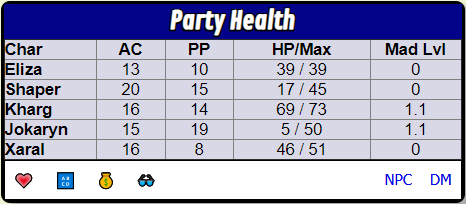 Party Health
Char AC PP HP/Max Mad Lvl
Eliza 13 10 39 / 39 0
Shaper 20 15 17 / 45 0
Kharg 16 14 69 / 73 1.1
Jokaryn 15 19 5 / 50 1.1
Xaral 16 8 46 / 51 0
NPC DM